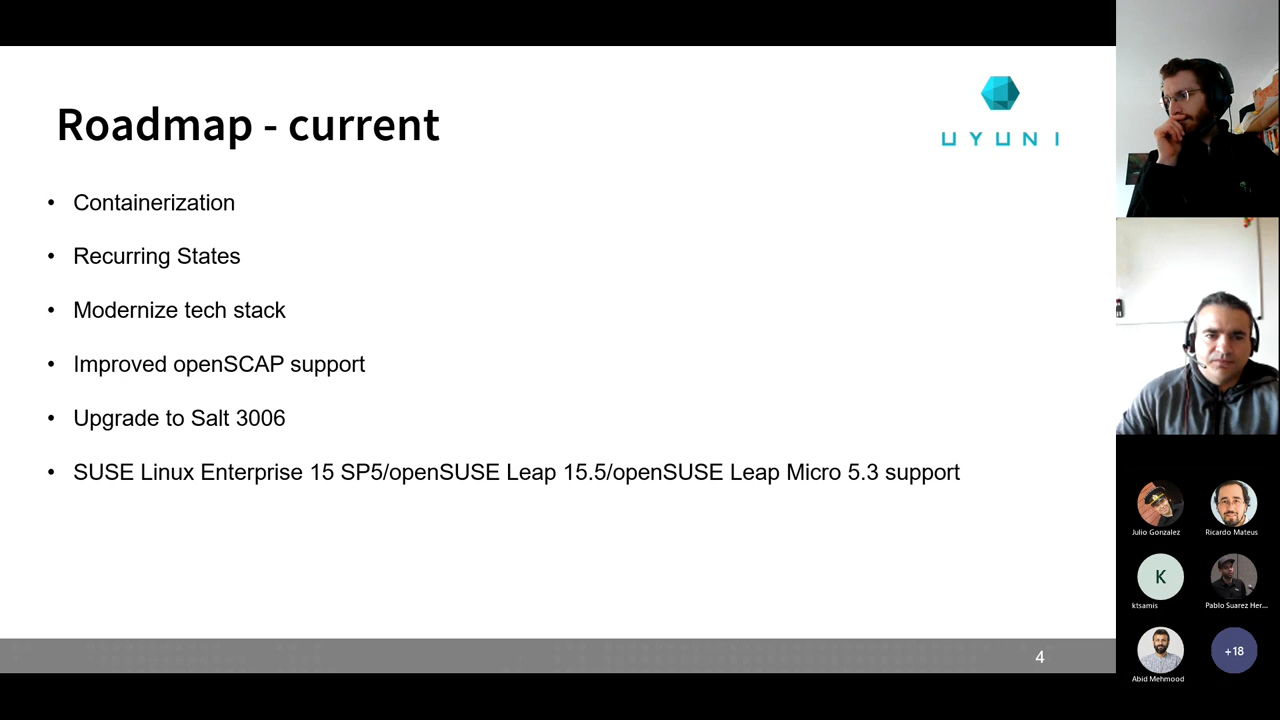 Roadmap - current
UYUNI
• Containerization
• Recurring States
• Modernize tech stack
• Improved openSCAP support
• Upgrade to Salt 3006
• SUSE Linux Enterprise 15 SP5/openSUSE Leap 15.5/openSUSE Leap Micro 5.3 support
4
Julio Gonzalez
Ricardo Mateus
K
ktsamis
Pablo Suarez Her...
Abid Mehmood
+18